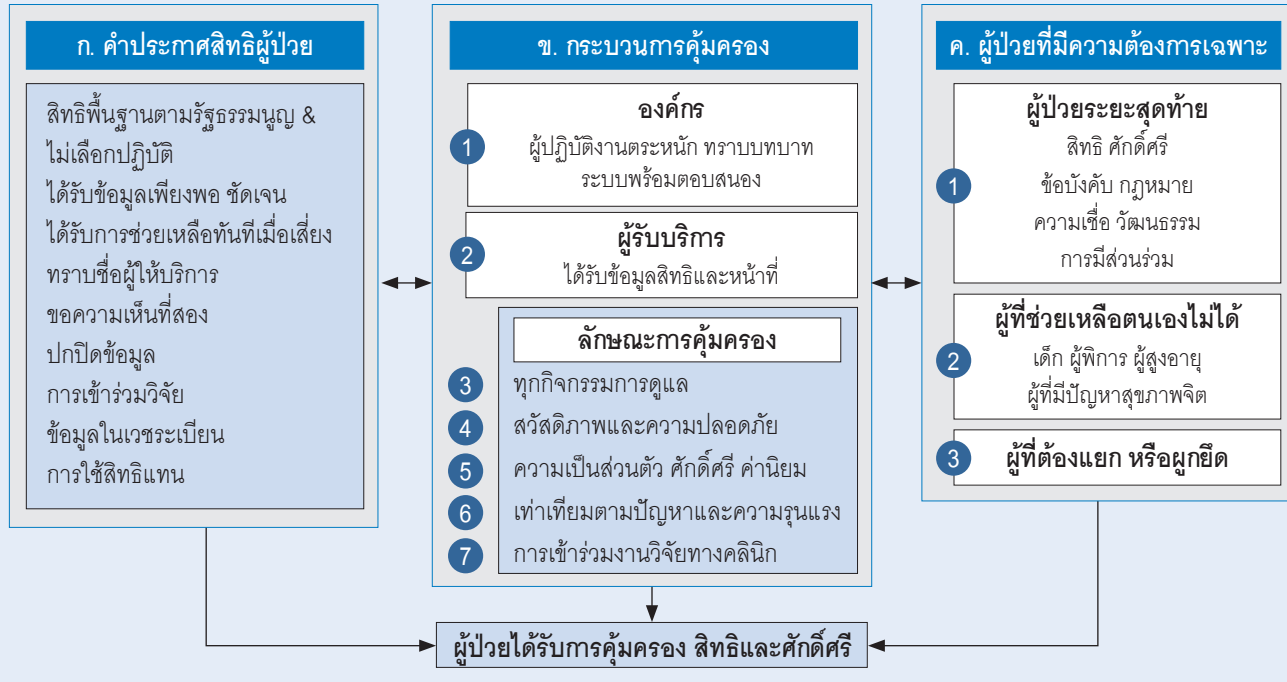 ก. คำประกาศสิทธิผู้ป่วย
สิทธิพื้นฐานตามรัฐธรรมนูญ &
ไม่เลือกปฏิบัติ
ได้รับข้อมูลเพียงพอ ชัดเจน
ได้รับการช่วยเหลือทันทีเมื่อเสี่ยง
ทราบชื่อผู้ให้บริการ
ขอความเห็นที่สอง
ปกปิดข้อมูล
การเข้าร่วมวิจัย
ข้อมูลในเวชระเบียน
การใช้สิทธิแทน
ข. กระบวนการคุ้มครอง
องค์กร
1
ผู้ปฏิบัติงานตระหนัก ทราบบทบาท
ระบบพร้อมตอบสนอง
ผู้รับบริการ
2
ได้รับข้อมูลสิทธิและหน้าที่
ลักษณะการคุ้มครอง
3 ทุกกิจกรรมการดูแล
4 สวัสดิภาพและความปลอดภัย
5 ความเป็นส่วนตัว ศักดิ์ศรี ค่านิยม
6 เท่าเทียมตามปัญหาและความรุนแรง
7 การเข้าร่วมงานวิจัยทางคลินิก
ค. ผู้ป่วยที่มีความต้องการเฉพาะ
ผู้ป่วยระยะสุดท้าย
สิทธิ ศักดิ์ศรี
1 ข้อบังคับ กฎหมาย
ความเชื่อ วัฒนธรรม
การมีส่วนร่วม
ผู้ที่ช่วยเหลือตนเองไม่ได้
2 เด็ก ผู้พิการ ผู้สูงอายุ
ผู้ที่มีปัญหาสุขภาพจิต
3 ผู้ที่ต้องแยก หรือผูกยึด
ผู้ป่วยได้รับการคุ้มครอง สิทธิและศักดิ์ศรี